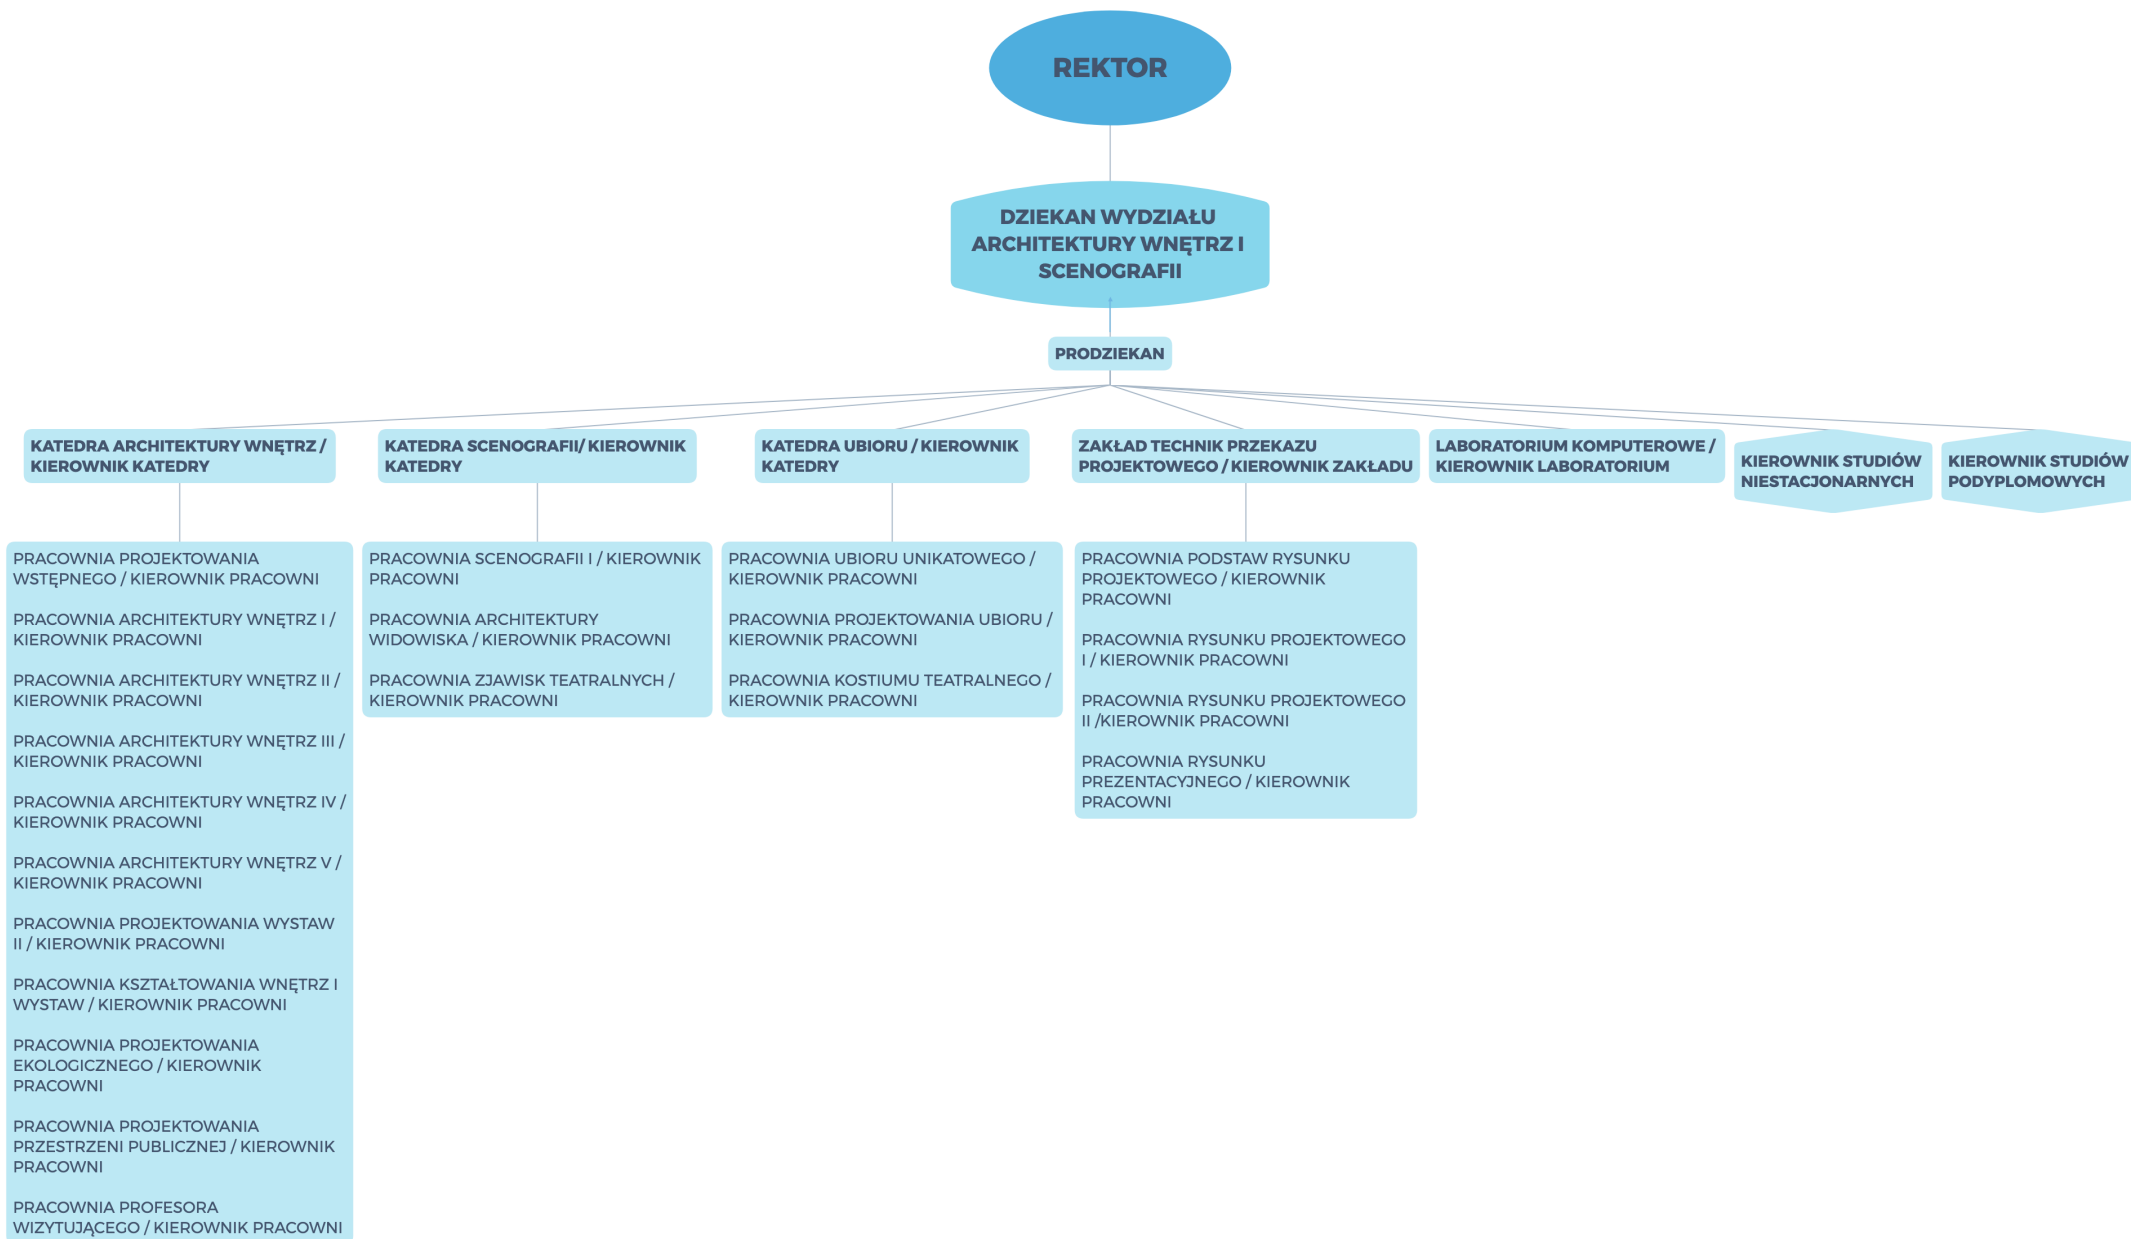 REKTOR
DZIEKAN WYDZIAŁU
ARCHITEKTURY WNĘTRZ I
SCENOGRAFII
PRODZIEKAN
KATEDRA ARCHITEKTURY WNĘTRZ /
KIEROWNIK KATEDRY
KATEDRA SCENOGRAFII/ KIEROWNIK
KATEDRY
KATEDRA UBIORU / KIEROWNIK
KATEDRY
ZAKŁAD TECHNIK PRZEKAZU
PROJEKTOWEGO / KIEROWNIK ZAKŁADU
LABORATORIUM KOMPUTEROWE /
KIEROWNIK LABORATORIUM
KIEROWNIK STUDIÓW
NIESTACJONARNYCH
KIEROWNIK STUDIÓW
PODYPLOMOWYCH
PRACOWNIA PROJEKTOWANIA
WSTĘPNEGO / KIEROWNIK PRACOWNI
PRACOWNIA ARCHITEKTURY WNĘTRZ I /
KIEROWNIK PRACOWNI
PRACOWNIA ARCHITEKTURY WNĘTRZ II /
KIEROWNIK PRACOWNI
PRACOWNIA ARCHITEKTURY WNĘTRZ III /
KIEROWNIK PRACOWNI
PRACOWNIA ARCHITEKTURY WNĘTRZ IV /
KIEROWNIK PRACOWNI
PRACOWNIA ARCHITEKTURY WNĘTRZ V /
KIEROWNIK PRACOWNI
PRACOWNIA PROJEKTOWANIA WYSTAW
II / KIEROWNIK PRACOWNI
PRACOWNIA KSZTAŁTOWANIA WNĘTRZ I
WYSTAW / KIEROWNIK PRACOWNI
PRACOWNIA PROJEKTOWANIA
EKOLOGICZNEGO / KIEROWNIK
PRACOWNI
PRACOWNIA PROJEKTOWANIA
PRZESTRZENI PUBLICZNEJ / KIEROWNIK
PRACOWNI
PRACOWNIA PROFESORA
WIZYTUJĄCEGO / KIEROWNIK PRACOWNI
PRACOWNIA SCENOGRAFII I / KIEROWNIK
PRACOWNI
PRACOWNIA ARCHITEKTURY
WIDOWISKA / KIEROWNIK PRACOWNI
PRACOWNIA ZJAWISK TEATRALNYCH /
KIEROWNIK PRACOWNI
PRACOWNIA UBIORU UNIKATOWEGO /
KIEROWNIK PRACOWNI
PRACOWNIA PROJEKTOWANIA UBIORU /
KIEROWNIK PRACOWNI
PRACOWNIA KOSTIUMU TEATRALNEGO /
KIEROWNIK PRACOWNI
PRACOWNIA PODSTAW RYSUNKU
PROJEKTOWEGO / KIEROWNIK
PRACOWNI
PRACOWNIA RYSUNKU PROJEKTOWEGO
I / KIEROWNIK PRACOWNI
PRACOWNIA RYSUNKU PROJEKTOWEGO
II /KIEROWNIK PRACOWNI
PRACOWNIA RYSUNKU
PREZENTACYJNEGO / KIEROWNIK
PRACOWNI